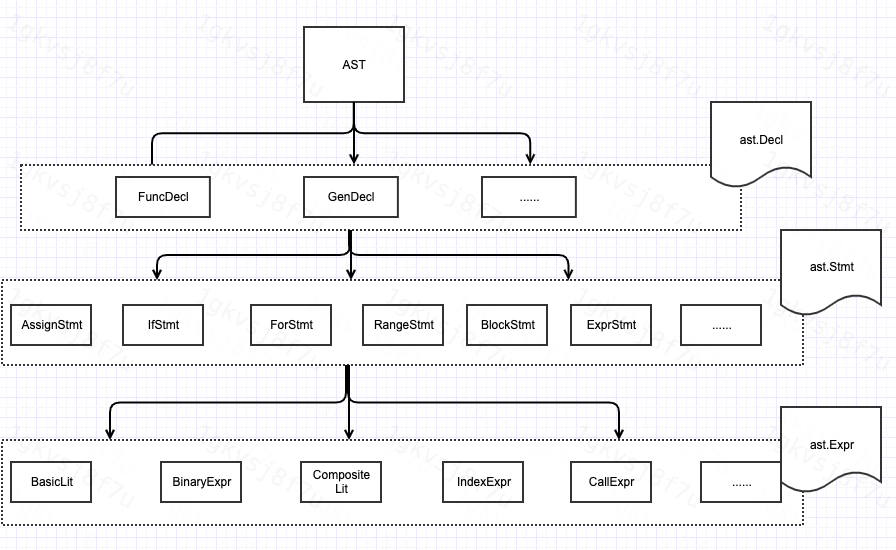 AST
ast.Decl
FuncDecl
GenDecl
......
ast.Stmt
AssignStmt
IfStmt
ForStmt
RangeStmt
BlockStmt
ExprStmt
......
ast.Expr
BasicLit
BinaryExpr
Composite
Lit
IndexExpr
CallExpr
......